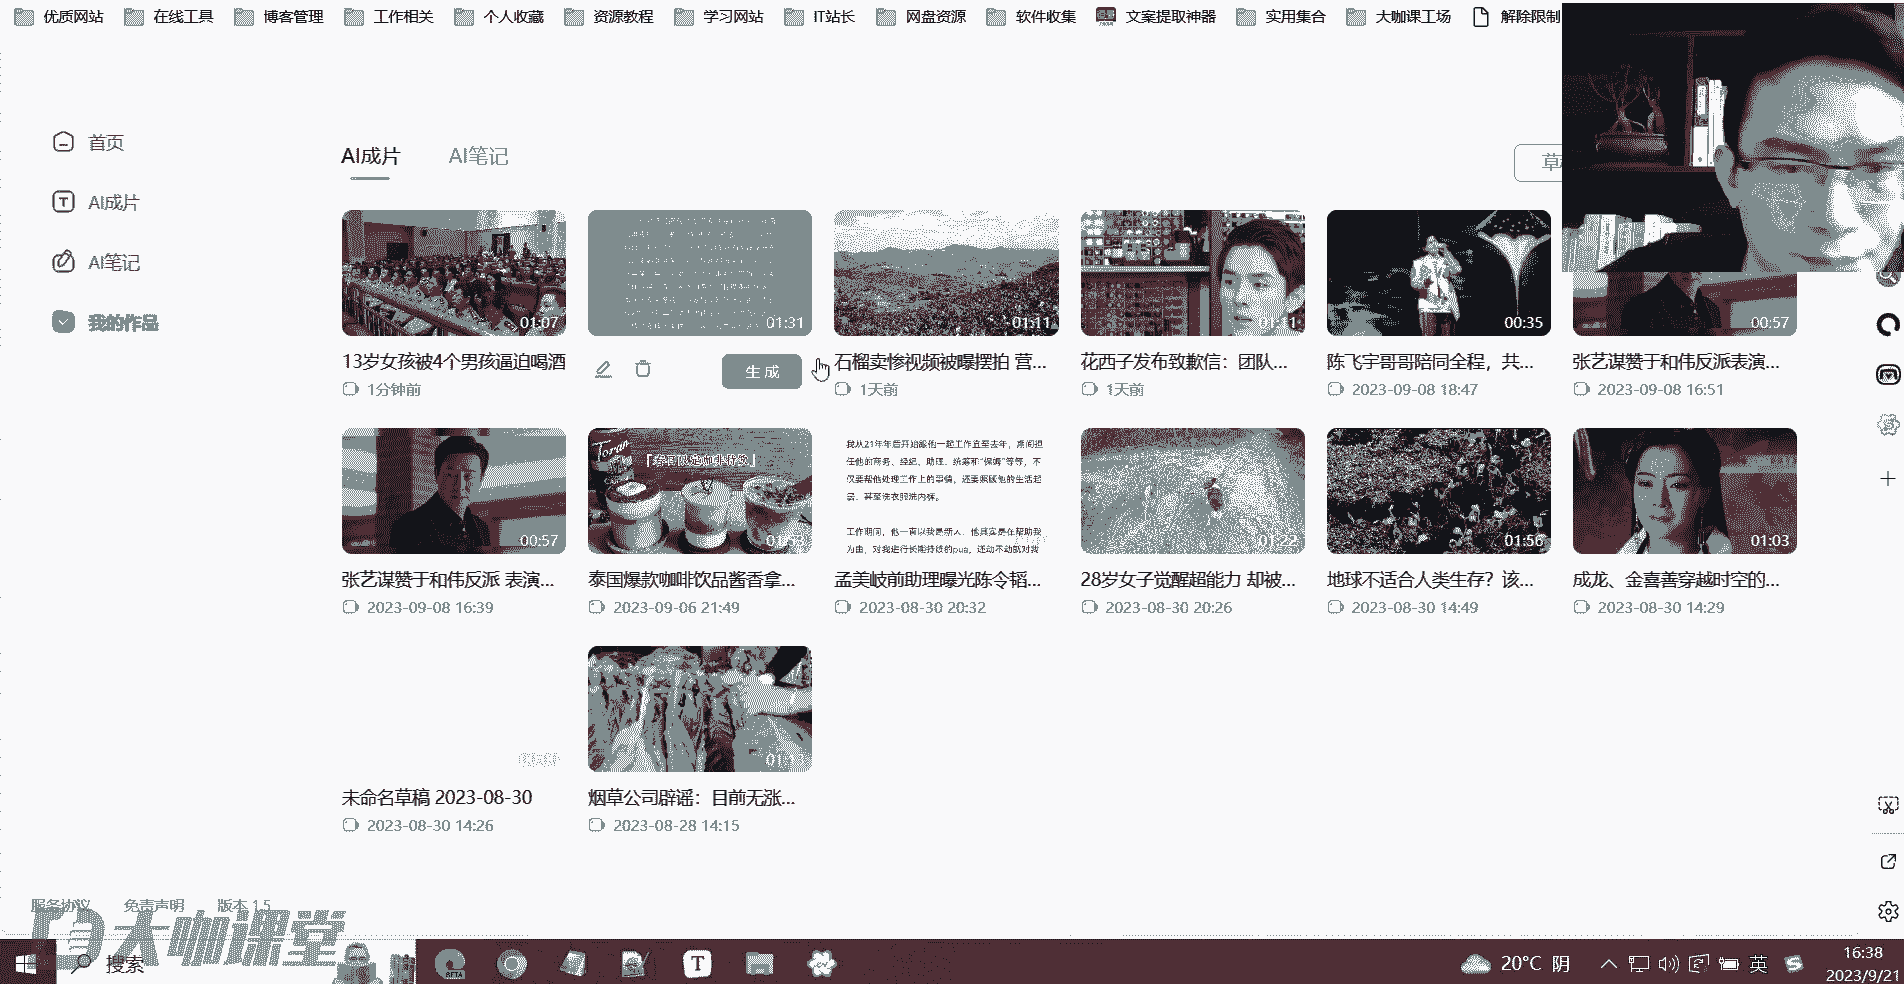 优质网站 在线工具 博客管理 工作相关 个人收藏 资源教程 学习网站 IT站长 网盘资源 软件收集 文案提取神器 实用集合 大咖课工场 解除限制
首页
AI成片
AI笔记
我的作品
AI成片 AI笔记
01:07 01:31 01:11 01:11 00:35 00:57
13岁女孩被4个男孩逼迫喝酒 生成 石榴卖惨视频被曝摆拍 营... 花西子发布致歉信：团队... 陈飞宇哥哥陪同全程，共... 张艺谋赞于和伟反派表演...
1分钟前 1天前 1天前 2023-09-08 18:47 2023-09-08 16:51
我从21年年后开始跟他一起工作直至去年，期间担
任他的商务、经纪、助理、统筹和“保姆”等等，不
仅要帮他处理工作上的事情，还要照顾他的生活起
居，甚至洗衣服洗内裤。
工作期间，他一直以我是新人、他其实是在帮助我
为由，对我进行长期持续的pua，还动不动就对我
00:57 01:22 01:56 01:03
张艺谋赞于和伟反派 表演... 泰国爆款咖啡饮品酱香拿... 孟美岐前助理曝光陈令韬... 28岁女子觉醒超能力 却被... 地球不适合人类生存？该... 成龙、金喜善穿越时空的...
2023-09-08 16:39 2023-09-06 21:49 2023-08-30 20:32 2023-08-30 20:26 2023-08-30 14:49 2023-08-30 14:29
未命名草稿 2023-08-30 烟草公司辟谣：目前无涨...
2023-08-30 14:26 2023-08-28 14:15
服务协议 免责声明 版本 1.5
大咖课堂
搜索
20°C 阴 英 16:38
2023/9/21